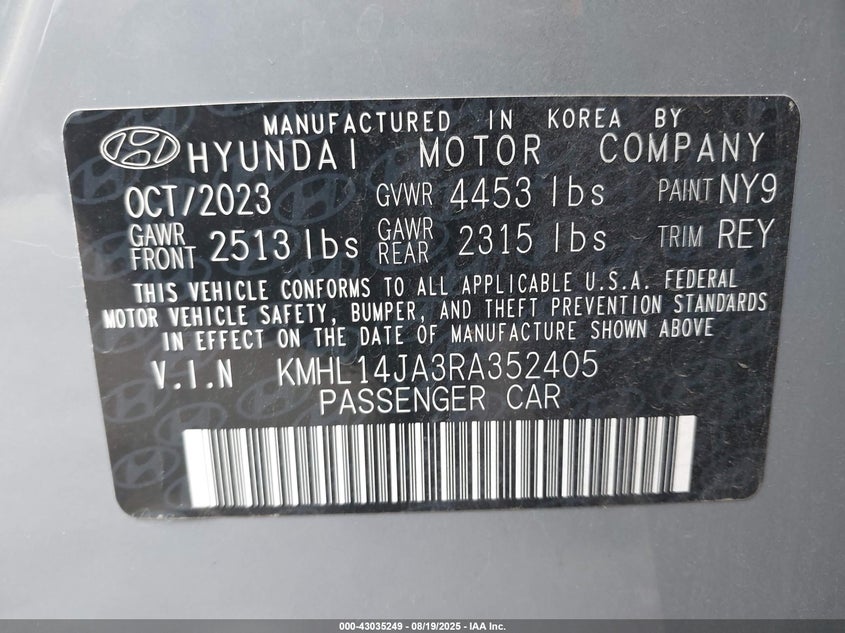 MANUFACTURED IN KOREA BY
HYUNDAI MOTOR COMPANY
OCT/2023 GVWR 4453 lbs PAINT NY9
GAWR FRONT 2513 lbs GAWR REAR 2315 lbs TRIM REY
THIS VEHICLE CONFORMS TO ALL APPLICABLE U.S.A. FEDERAL
MOTOR VEHICLE SAFETY, BUMPER, AND THEFT PREVENTION STANDARDS
IN EFFECT ON THE DATE OF MANUFACTURE SHOWN ABOVE
V.I.N KMHL14JA3RA352405
PASSENGER CAR
000-43035249 - 08/19/2025 - IAA Inc.